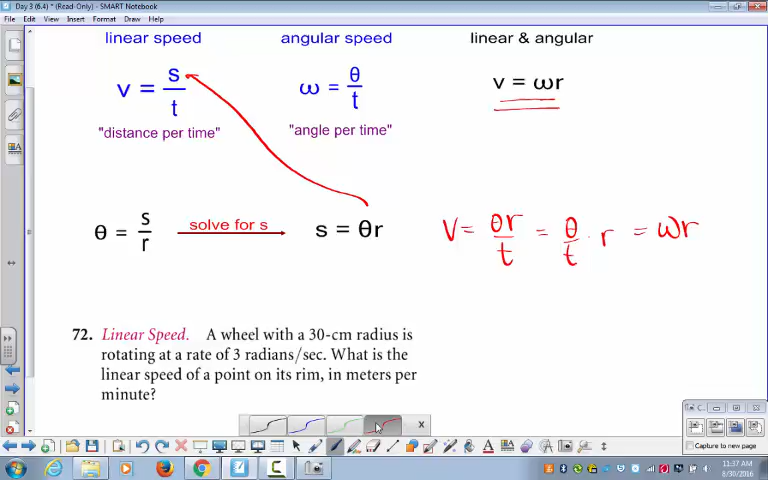 Day 3 (6.4) * (Read-Only) - SMART Notebook
File Edit View Insert Format Draw Help
linear speed angular speed linear & angular
v = s/t ω = θ/t v = ωr
"distance per time" "angle per time"
θ = s/r solve for s s = θr v = θr/t = θ/t · r = ωr
72. Linear Speed. A wheel with a 30-cm radius is
rotating at a rate of 3 radians/sec. What is the
linear speed of a point on its rim, in meters per
minute?
Capture to new page
11:37 AM
8/30/2016